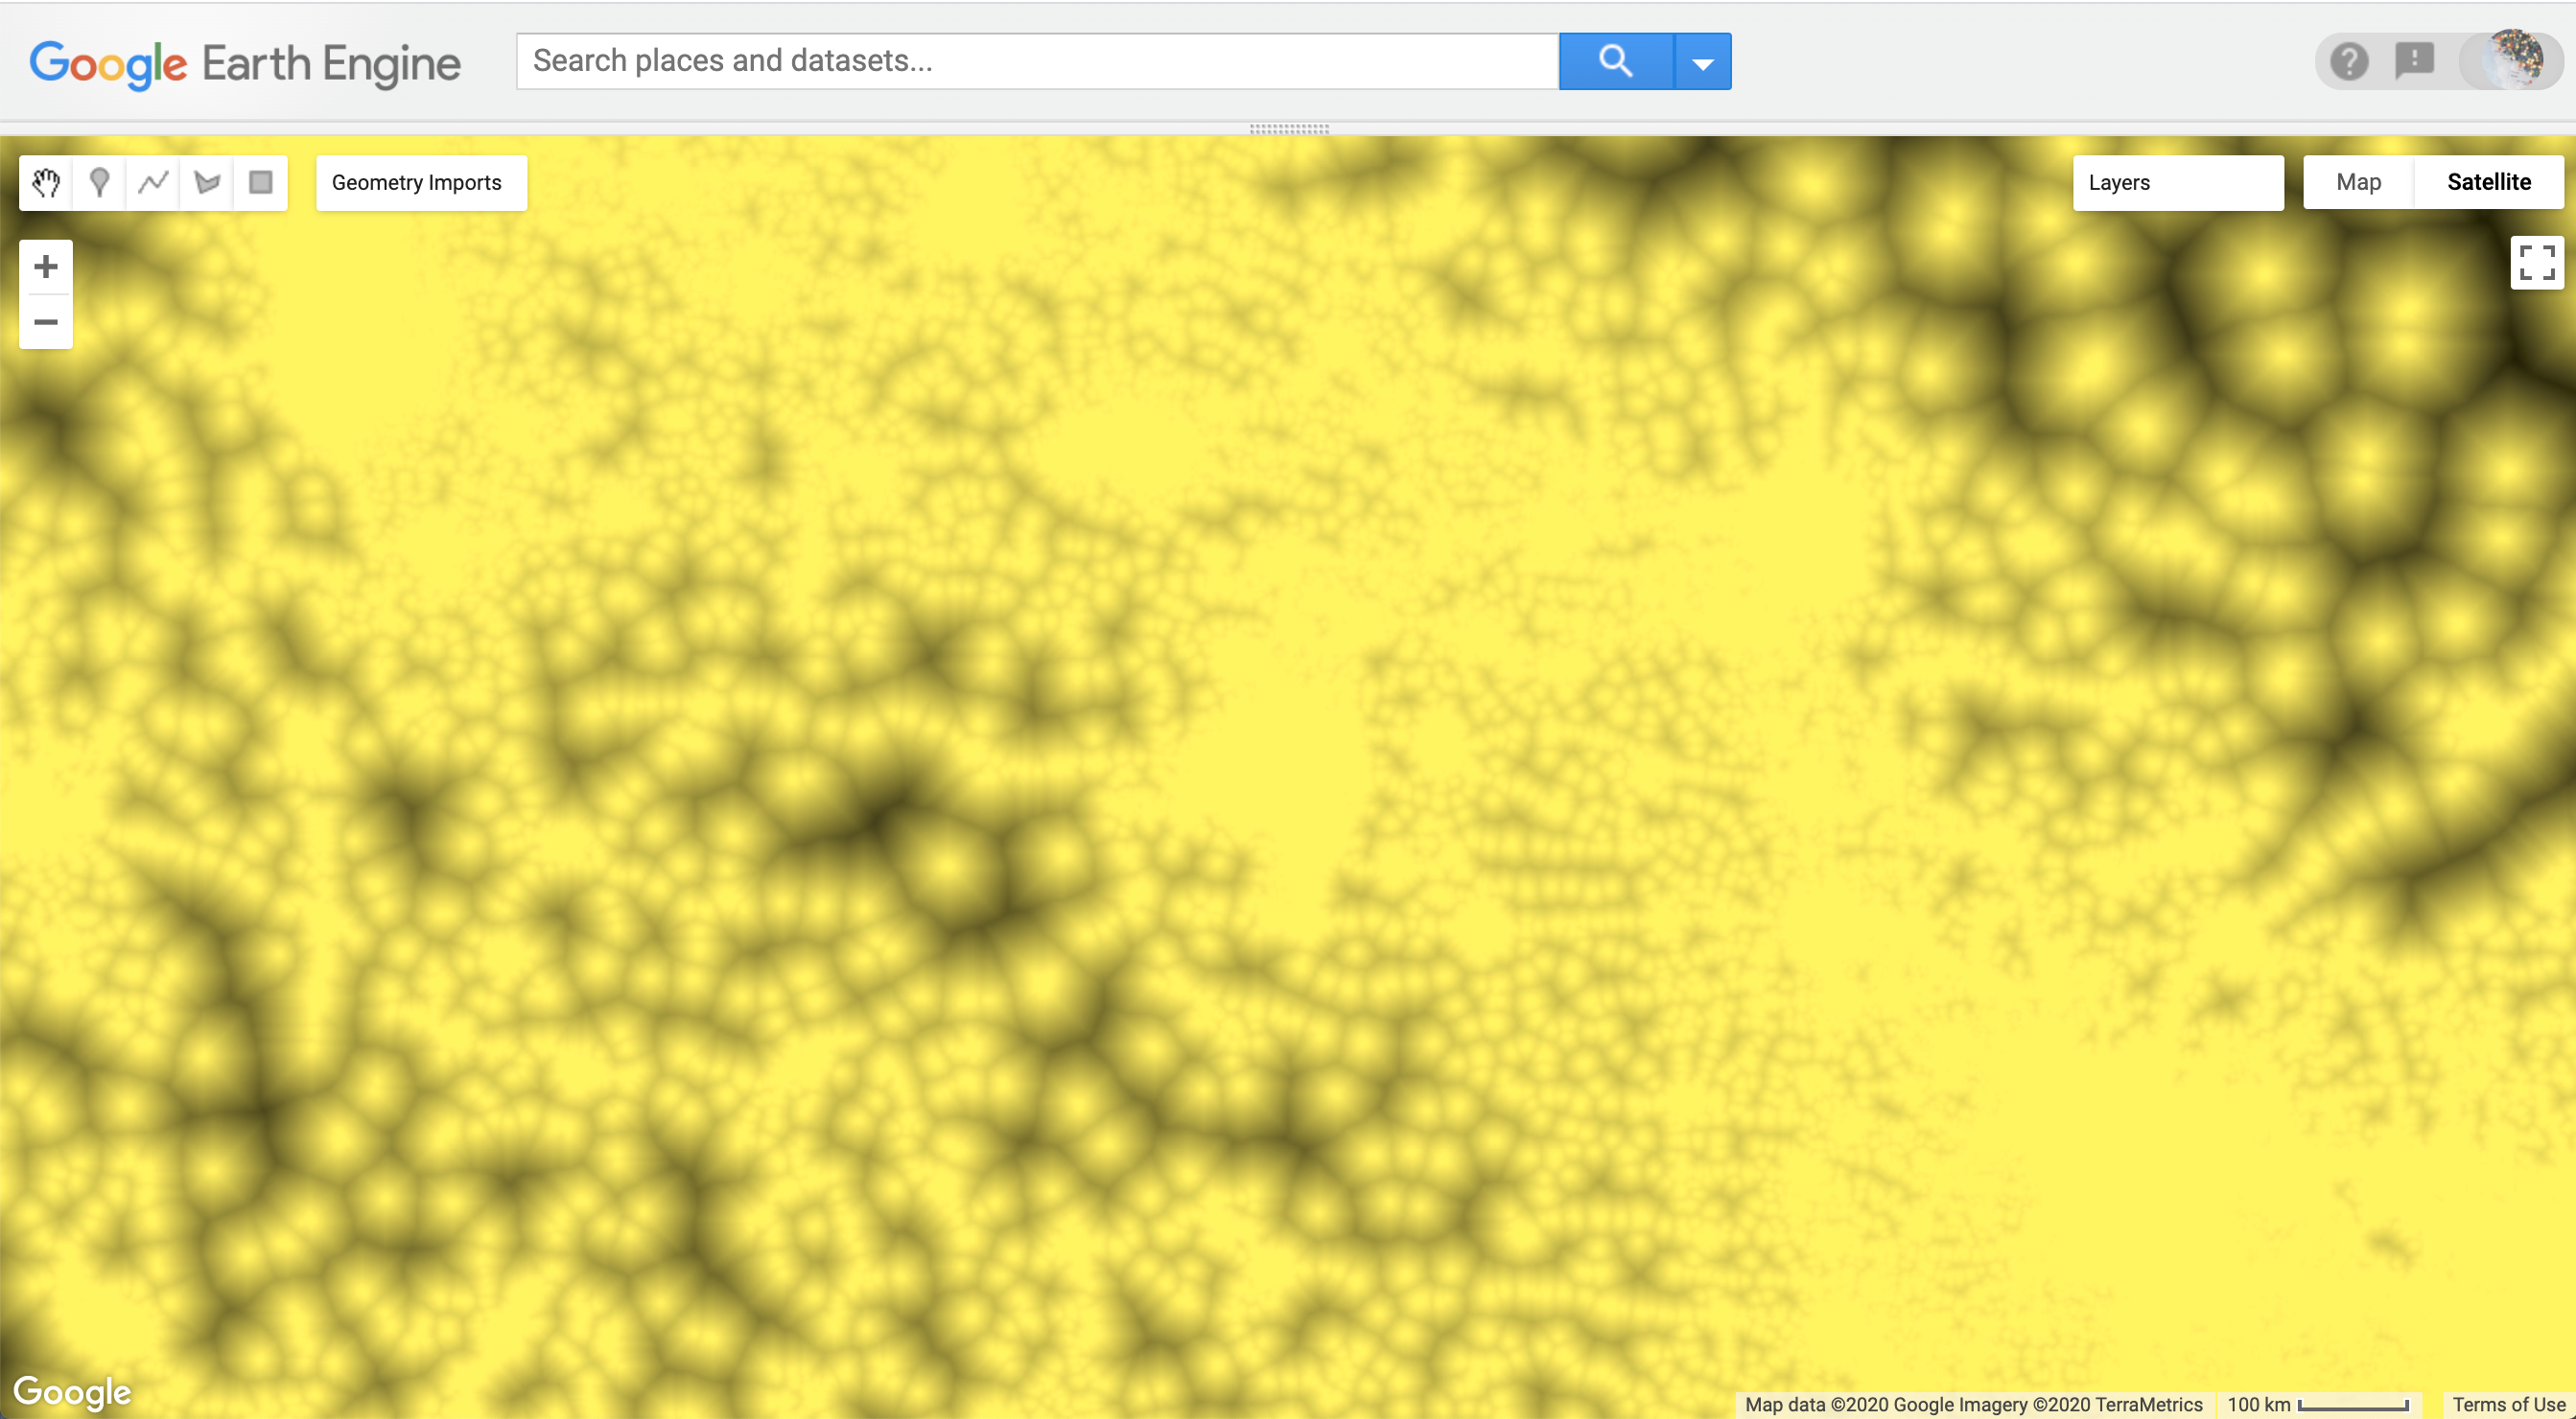 Google Earth Engine
Search places and datasets...
Geometry Imports
Layers
Map
Satellite
Google
Map data ©2020 Google Imagery ©2020 TerraMetrics
100 km
Terms of Use